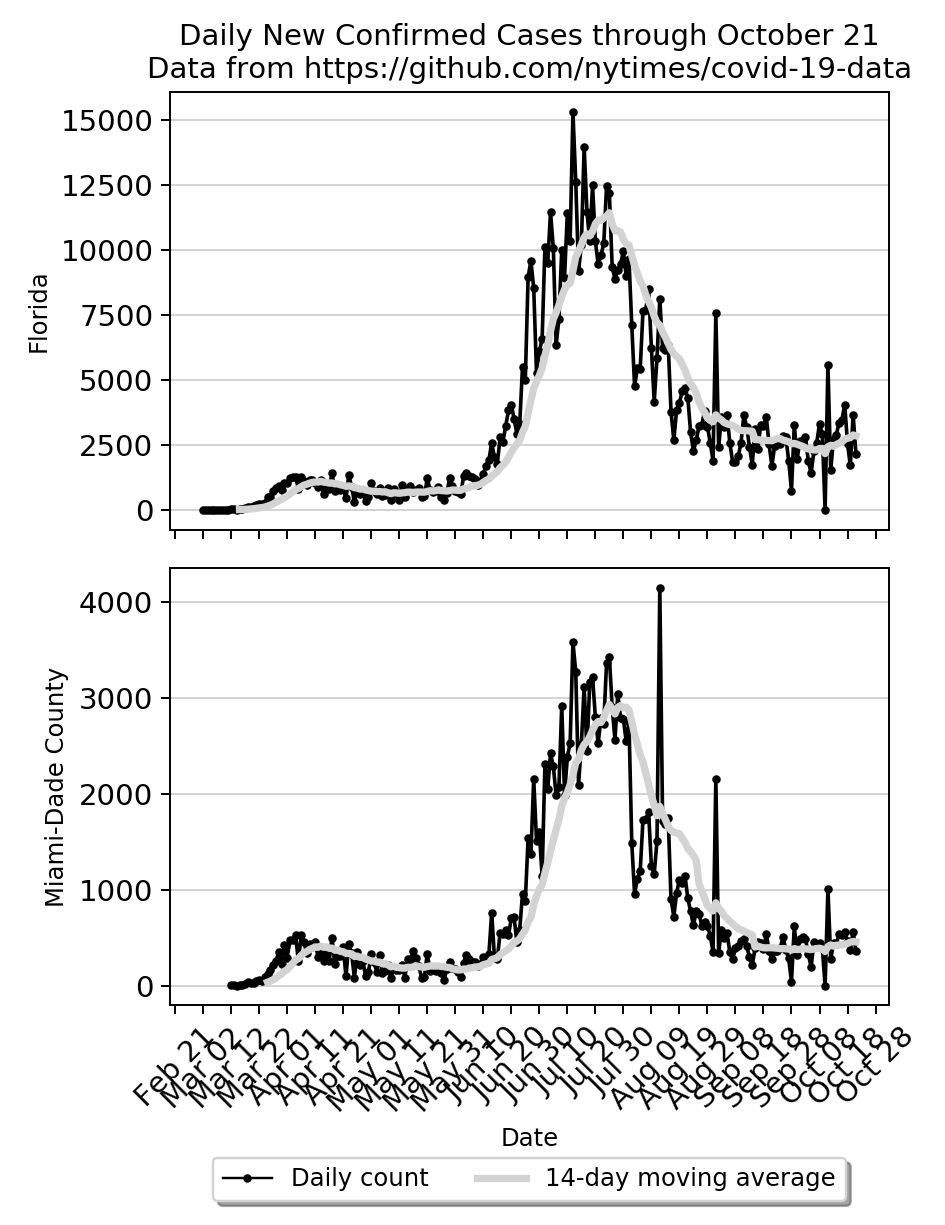 Daily New Confirmed Cases through October 21
Data from https://github.com/nytimes/covid-19-data
15000
12500
10000
7500
5000
2500
0
Florida
4000
3000
2000
1000
0
Miami-Dade County
Feb 21
Mar 02
Mar 12
Mar 22
Apr 01
Apr 11
Apr 21
May 01
May 11
May 21
May 31
Jun 10
Jun 20
Jun 30
Jul 10
Jul 20
Jul 30
Aug 09
Aug 19
Aug 29
Sep 08
Sep 18
Sep 28
Oct 08
Oct 18
Oct 28
Date
Daily count
14-day moving average